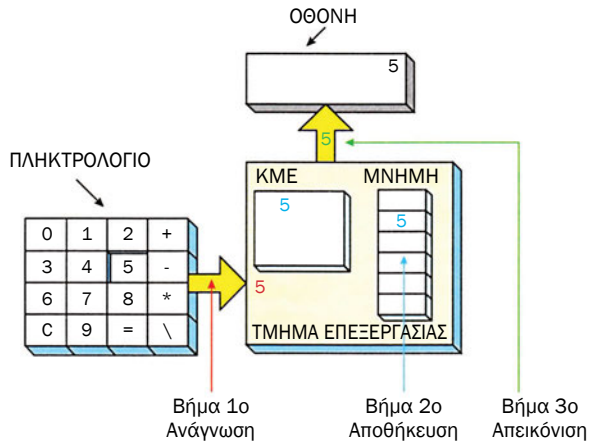 ΟΘΟΝΗ
5
5
ΠΛΗΚΤΡΟΛΟΓΙΟ
ΚΜΕ ΜΝΗΜΗ
5 5
0 1 2 +
3 4 5 -
6 7 8 *
C 9 = \
5
ΤΜΗΜΑ ΕΠΕΞΕΡΓΑΣΙΑΣ
Βήμα 1ο
Ανάγνωση
Βήμα 2ο
Αποθήκευση
Βήμα 3ο
Απεικόνιση